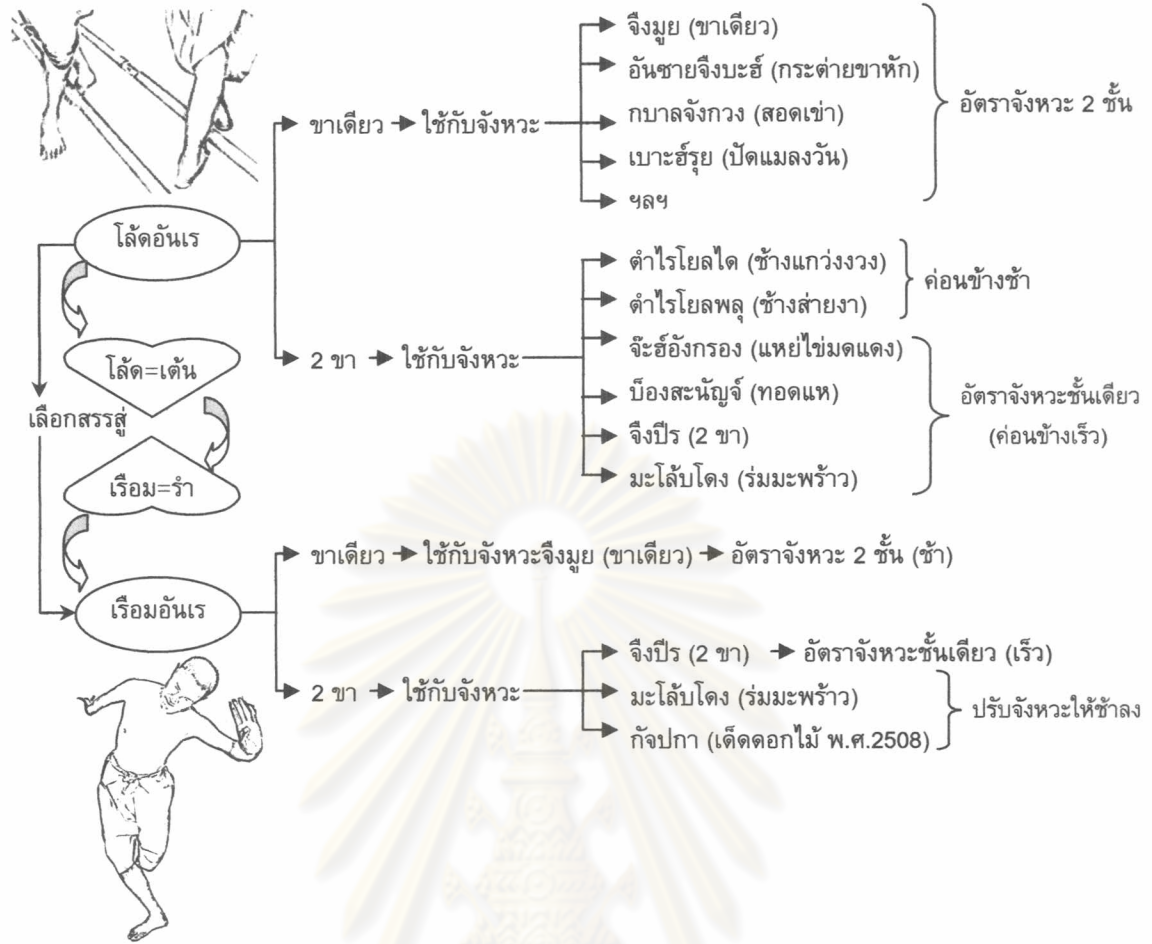 จึงมูย (ขาเดียว)
อันซายจึงบะฮ์ (กระต่ายขาหัก)
กบาลจังกวง (สอดเข่า)
เบาะฮ์รุย (ปัดแมลงวัน)
ฯลฯ
อัตราจังหวะ 2 ชั้น
ขาเดียว
ใช้กับจังหวะ
โล้ดอันเร
ตำไรโยลได (ช้างแกว่งงวง)
ตำไรโยลพลุ (ช้างส่ายงา)
ค่อนข้างช้า
2 ขา
ใช้กับจังหวะ
จ๊ะฮ์อังกรอง (แหย่ไข่มดแดง)
บ็องสะนัญจ์ (ทอดแห)
จึงปีร (2 ขา)
มะโล้บโดง (ร่มมะพร้าว)
อัตราจังหวะชั้นเดียว
(ค่อนข้างเร็ว)
โล้ด=เต้น
เลือกสรรสู่
เรือม=รำ
เรือมอันเร
ขาเดียว
ใช้กับจังหวะจึงมูย (ขาเดียว)
อัตราจังหวะ 2 ชั้น (ช้า)
2 ขา
ใช้กับจังหวะ
จึงปีร (2 ขา)
อัตราจังหวะชั้นเดียว (เร็ว)
มะโล้บโดง (ร่มมะพร้าว)
กัจปกา (เด็ดดอกไม้ พ.ศ.2508)
ปรับจังหวะให้ช้าลง